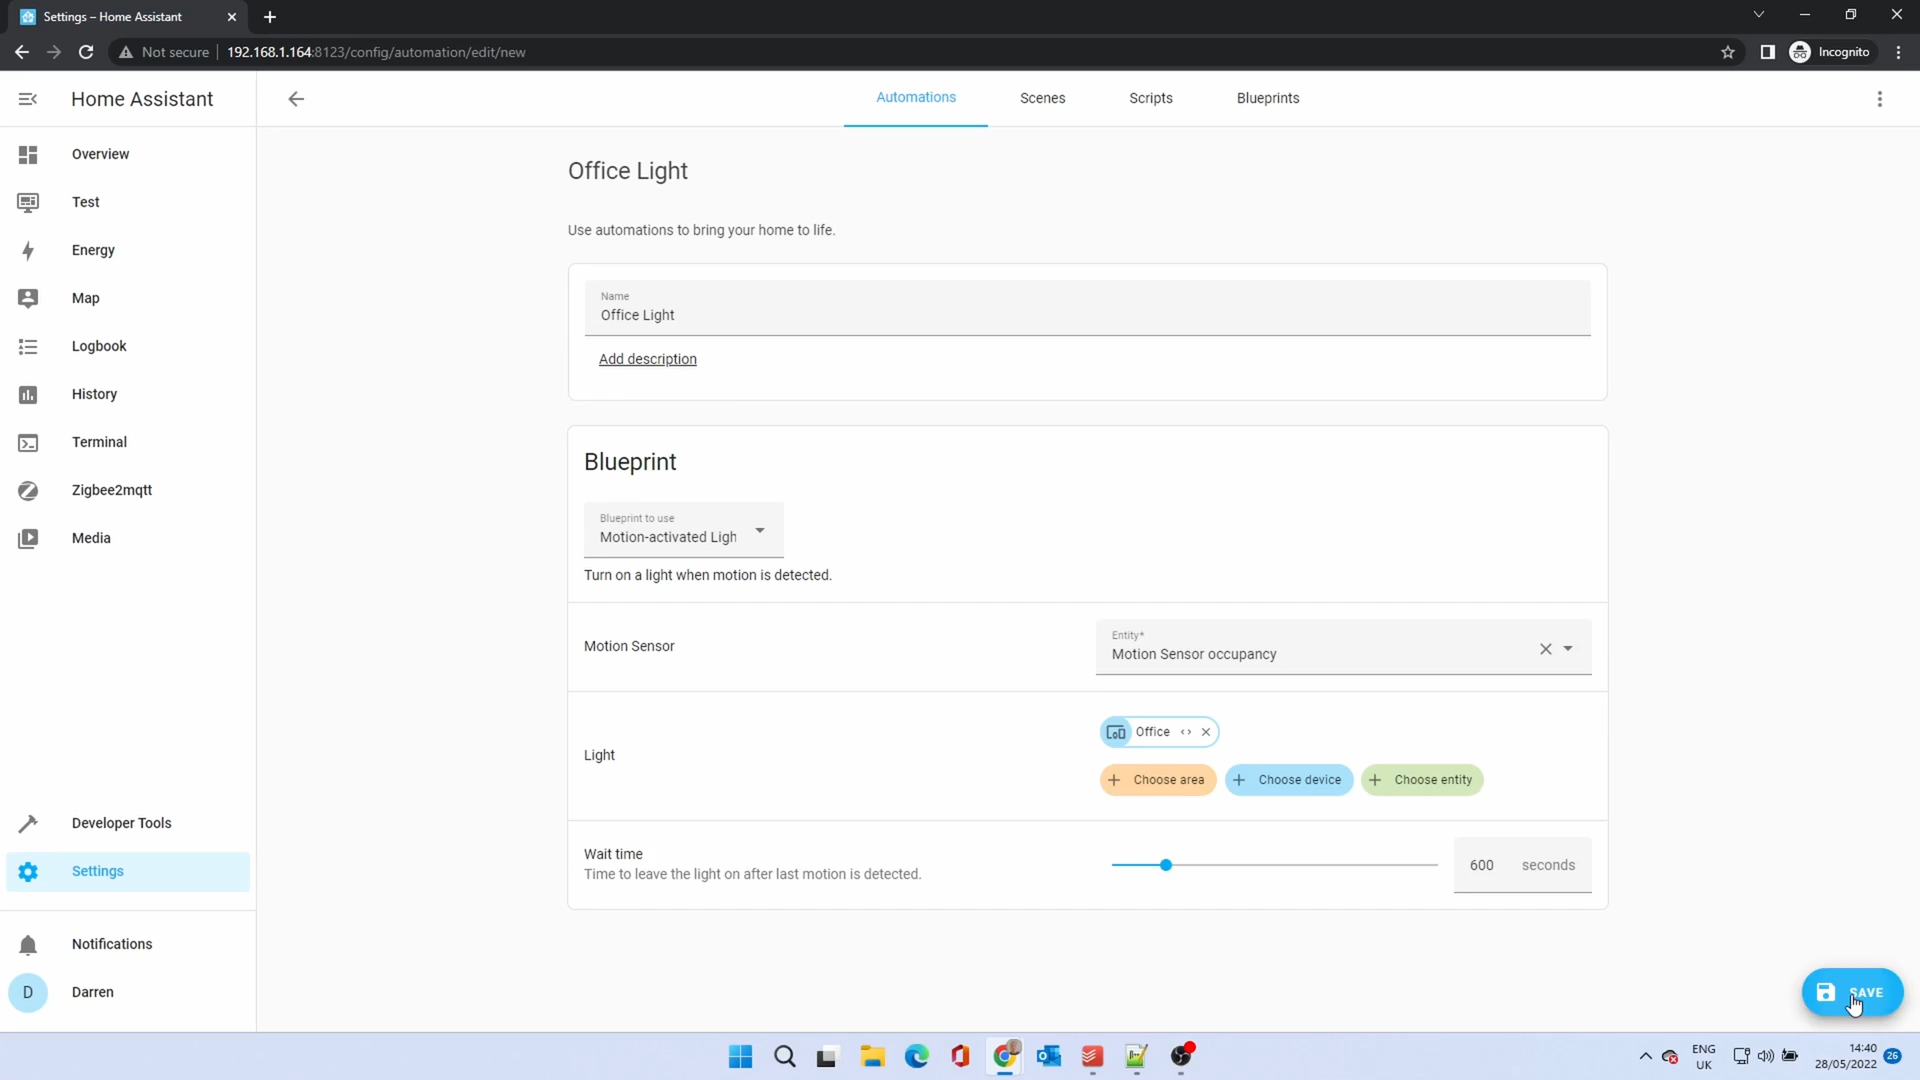 Settings – Home Assistant
Not secure
192.168.1.164:8123/config/automation/edit/new
Incognito
Home Assistant
Automations
Scenes
Scripts
Blueprints
Overview
Test
Energy
Map
Logbook
History
Terminal
Zigbee2mqtt
Media
Developer Tools
Settings
Notifications
D
Darren
Office Light
Use automations to bring your home to life.
Name
Office Light
Add description
Blueprint
Blueprint to use
Motion-activated Ligh
Turn on a light when motion is detected.
Motion Sensor
Entity*
Motion Sensor occupancy
Light
Office
Choose area
Choose device
Choose entity
Wait time
Time to leave the light on after last motion is detected.
600 seconds
SAVE
ENG
UK
14:40
28/05/2022
26